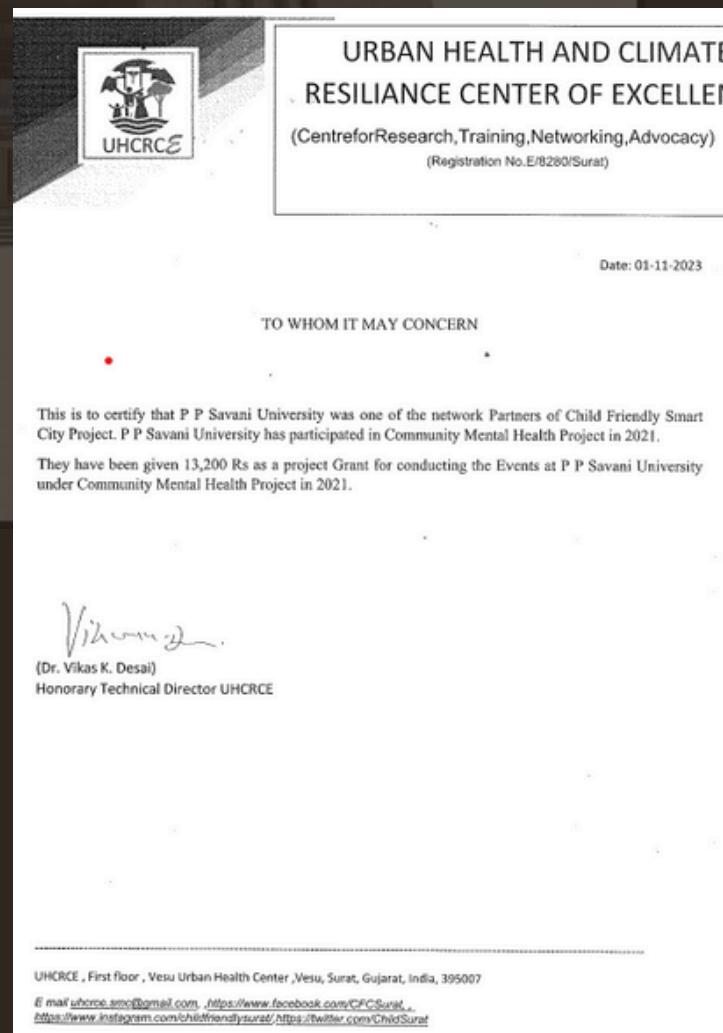 UHCRCE
URBAN HEALTH AND CLIMATE
RESILIANCE CENTER OF EXCELLEN
(CentreforResearch,Training,Networking,Advocacy)
(Registration No.E/8280/Surat)
Date: 01-11-2023
TO WHOM IT MAY CONCERN
This is to certify that P P Savani University was one of the network Partners of Child Friendly Smart
City Project. P P Savani University has participated in Community Mental Health Project in 2021.
They have been given 13,200 Rs as a project Grant for conducting the Events at P P Savani University
under Community Mental Health Project in 2021.
(Dr. Vikas K. Desai)
Honorary Technical Director UHCRCE
UHCRCE , First floor , Vesu Urban Health Center ,Vesu, Surat, Gujarat, India, 395007
E mail uhcrce.smc@gmail.com, ,https://www.facebook.com/CFCSurat, ,
https://www.instagram.com/childfriendlysurat/,https://twitter.com/ChildSurat